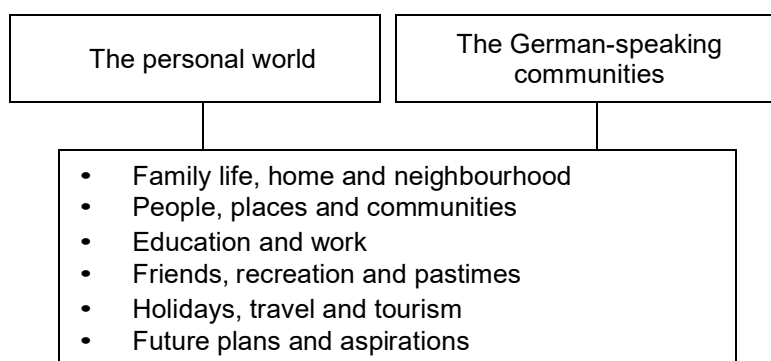 The personal world
The German-speaking
communities
• Family life, home and neighbourhood
• People, places and communities
• Education and work
• Friends, recreation and pastimes
• Holidays, travel and tourism
• Future plans and aspirations